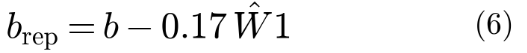 b_rep = b − 0.17 Ŵ1 (6)